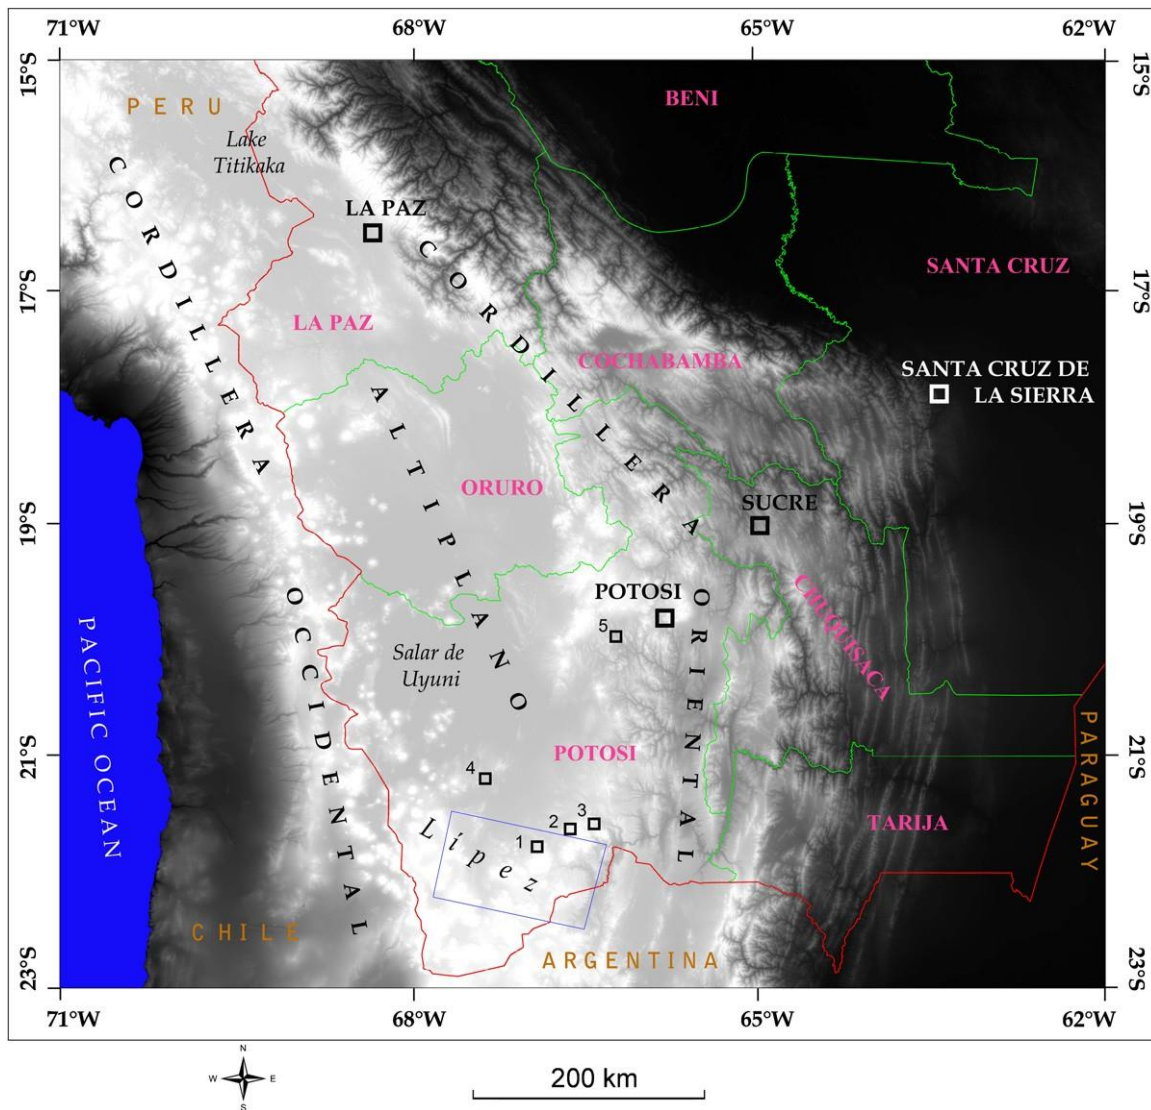 71°W 68°W 65°W 62°W
15°S 15°S
PERU
BENI
Lake
Titikaka
LA PAZ
SANTA CRUZ
17°S 17°S
LA PAZ
COCHABAMBA
SANTA CRUZ DE
LA SIERRA
CORDILLERA OCCIDENTAL
ALTIPLANO
CORDILLERA ORIENTAL
ORURO
SUCRE
19°S 19°S
POTOSI
5
CHUQUISACA
Salar de
Uyuni
PACIFIC OCEAN
POTOSI
21°S 21°S
4
3
2
1
Lípez
TARIJA
PARAGUAY
CHILE
ARGENTINA
23°S 23°S
71°W 68°W 65°W 62°W
N
W E
S
200 km